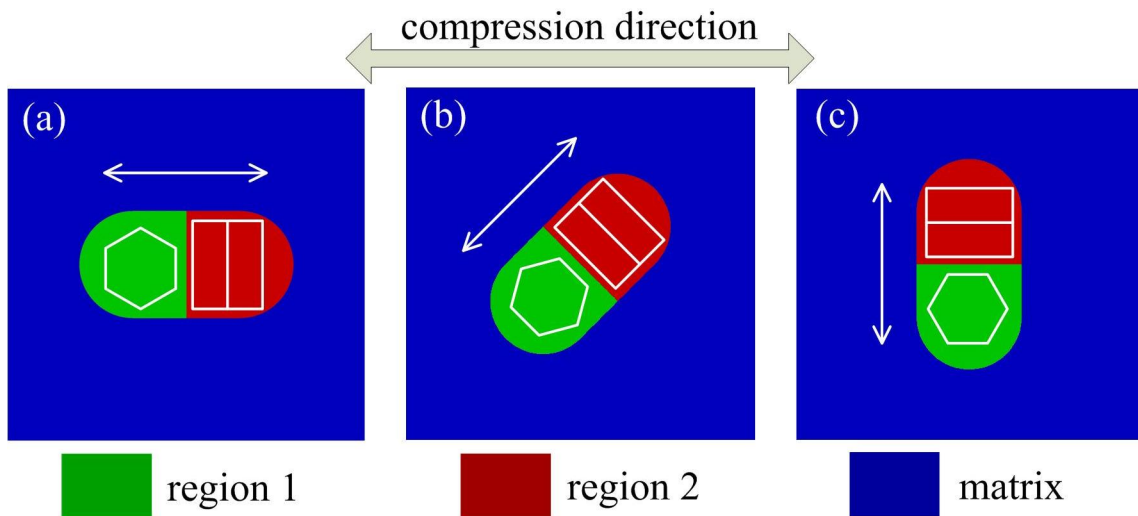 compression direction
(a)
(b)
(c)
region 1
region 2
matrix